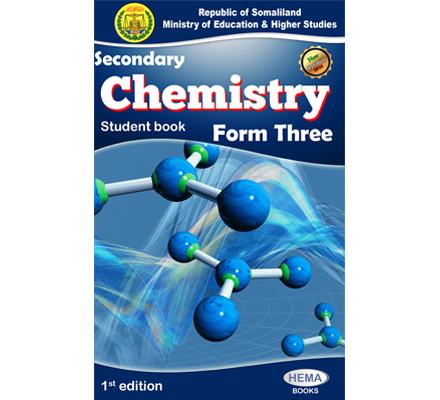 Republic of Somaliland
Ministry of Education & Higher Studies
Secondary
Chemistry
Student book
Form Three
1st edition
HEMA
BOOKS